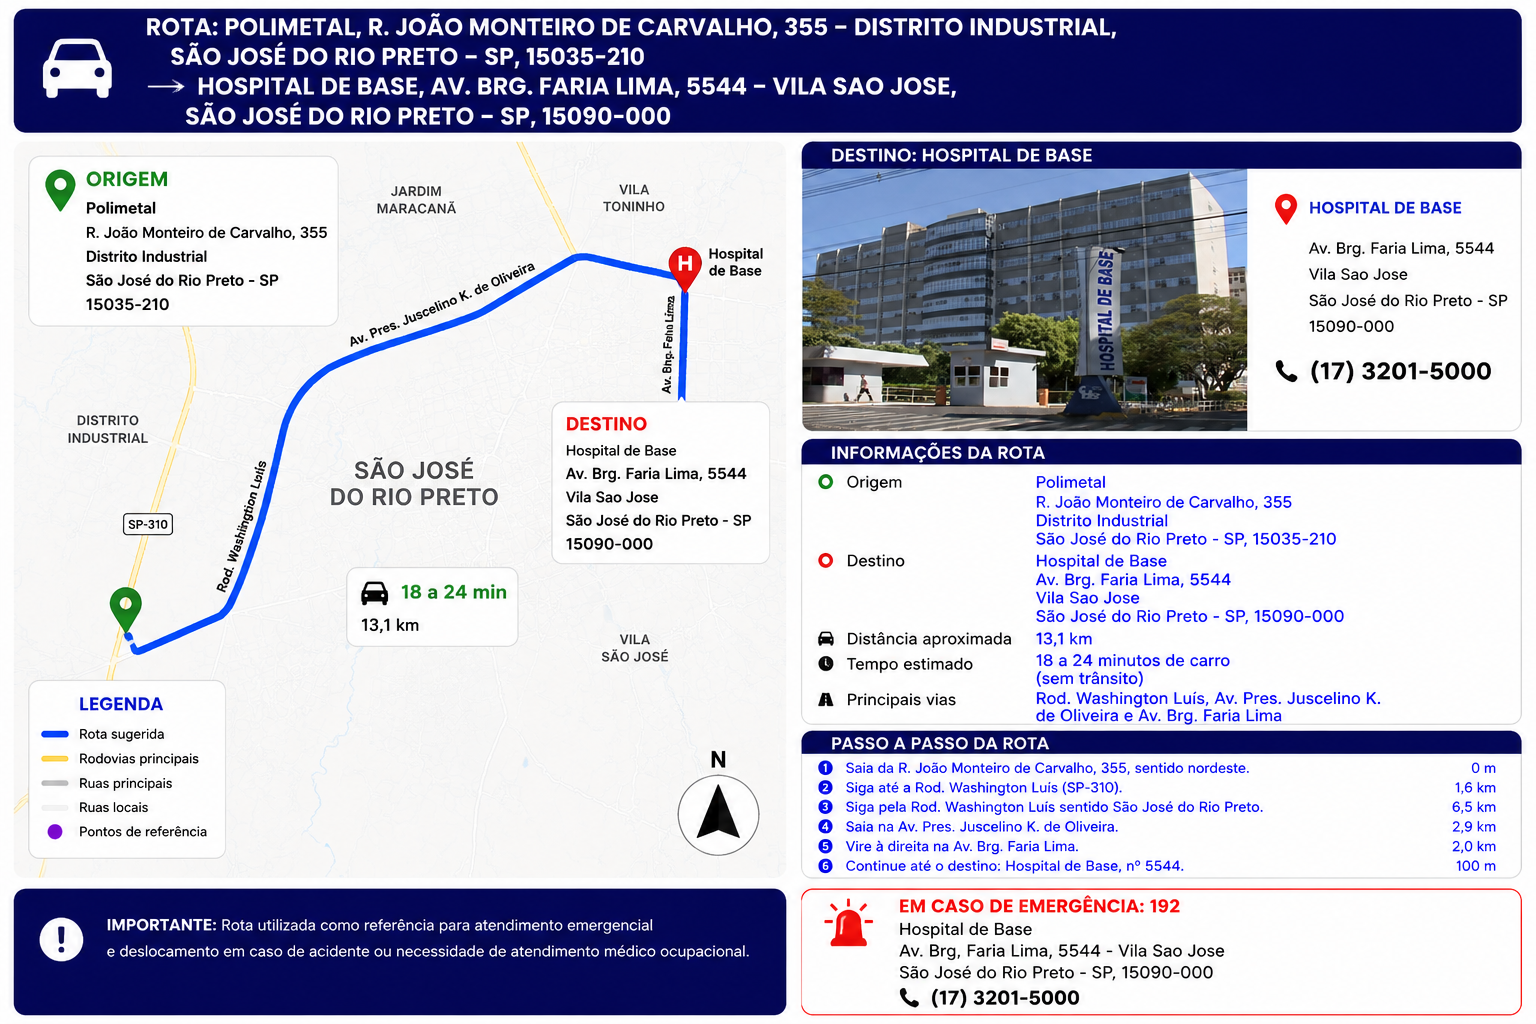 ROTA: POLIMETAL, R. JOÃO MONTEIRO DE CARVALHO, 355 – DISTRITO INDUSTRIAL,
SÃO JOSÉ DO RIO PRETO – SP, 15035-210
→ HOSPITAL DE BASE, AV. BRG. FARIA LIMA, 5544 – VILA SAO JOSE,
SÃO JOSÉ DO RIO PRETO – SP, 15090-000
ORIGEM
Polimetal
R. João Monteiro de Carvalho, 355
Distrito Industrial
São José do Rio Preto - SP
15035-210
JARDIM
MARACANÃ
VILA
TONINHO
H
Hospital
de Base
Av. Pres. Juscelino K. de Oliveira
Av. Brg. Faria Lima
DISTRITO
INDUSTRIAL
Rod. Washington Luís
SÃO JOSÉ
DO RIO PRETO
SP-310
DESTINO
Hospital de Base
Av. Brg. Faria Lima, 5544
Vila Sao Jose
São José do Rio Preto - SP
15090-000
18 a 24 min
13,1 km
VILA
SÃO JOSÉ
LEGENDA
Rota sugerida
Rodovias principais
Ruas principais
Ruas locais
Pontos de referência
N
DESTINO: HOSPITAL DE BASE
HOSPITAL DE BASE
HOSPITAL DE BASE
Av. Brg. Faria Lima, 5544
Vila Sao Jose
São José do Rio Preto - SP
15090-000
(17) 3201-5000
INFORMAÇÕES DA ROTA
Origem Polimetal
R. João Monteiro de Carvalho, 355
Distrito Industrial
São José do Rio Preto - SP, 15035-210
Destino Hospital de Base
Av. Brg. Faria Lima, 5544
Vila Sao Jose
São José do Rio Preto - SP, 15090-000
Distância aproximada 13,1 km
Tempo estimado 18 a 24 minutos de carro
(sem trânsito)
Principais vias Rod. Washington Luís, Av. Pres. Juscelino K.
de Oliveira e Av. Brg. Faria Lima
PASSO A PASSO DA ROTA
1 Saia da R. João Monteiro de Carvalho, 355, sentido nordeste. 0 m
2 Siga até a Rod. Washington Luís (SP-310). 1,6 km
3 Siga pela Rod. Washington Luís sentido São José do Rio Preto. 6,5 km
4 Saia na Av. Pres. Juscelino K. de Oliveira. 2,9 km
5 Vire à direita na Av. Brg. Faria Lima. 2,0 km
6 Continue até o destino: Hospital de Base, nº 5544. 100 m
IMPORTANTE: Rota utilizada como referência para atendimento emergencial
e deslocamento em caso de acidente ou necessidade de atendimento médico ocupacional.
EM CASO DE EMERGÊNCIA: 192
Hospital de Base
Av. Brg, Faria Lima, 5544 - Vila Sao Jose
São José do Rio Preto - SP, 15090-000
(17) 3201-5000